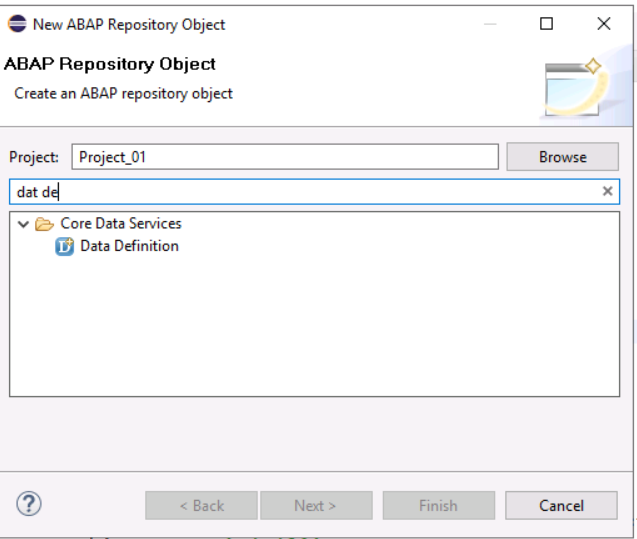 New ABAP Repository Object
ABAP Repository Object
Create an ABAP repository object
Project: Project_01 Browse
dat de
Core Data Services
Data Definition
? < Back Next > Finish Cancel